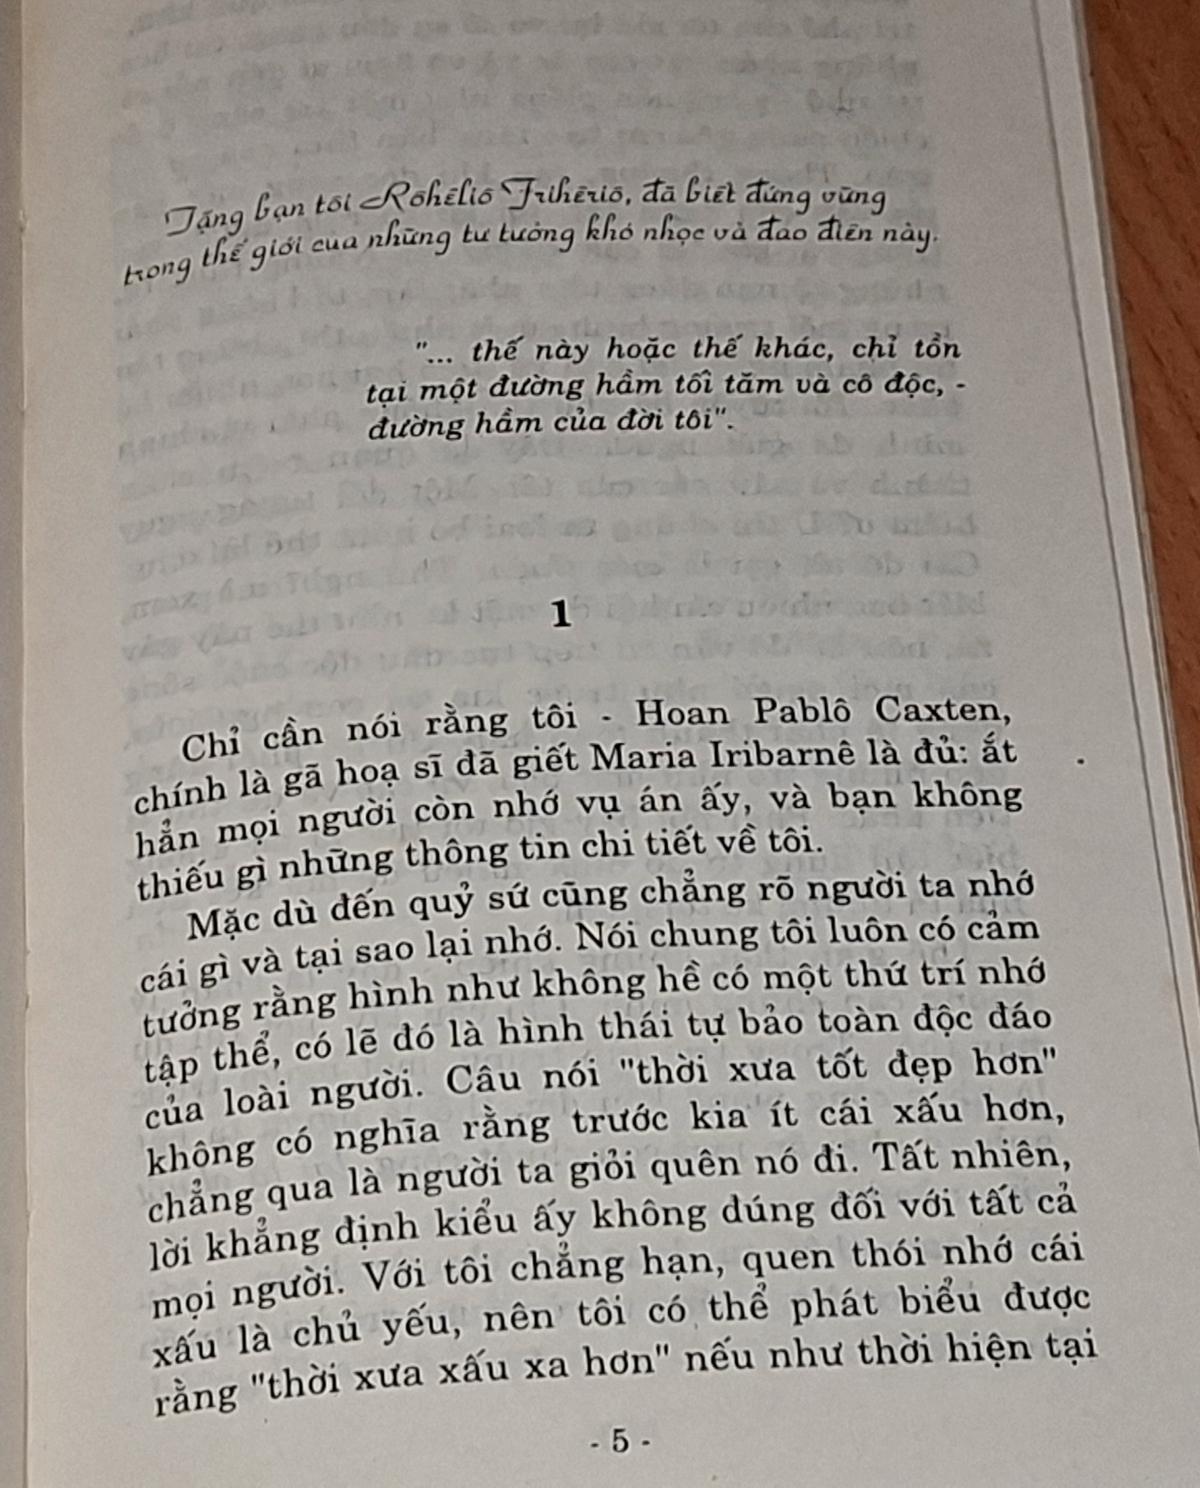 Tặng bạn tôi Rôhêliô Frihêriô, đã biết đứng vững
trong thế giới của những tư tưởng khó nhọc và đao điên này.
"... thế này hoặc thế khác, chỉ tồn
tại một đường hầm tối tăm và cô độc, -
đường hầm của đời tôi".
1
Chỉ cần nói rằng tôi - Hoan Pablô Caxten,
chính là gã hoạ sĩ đã giết Maria Iribarnê là đủ: ắt
hẳn mọi người còn nhớ vụ án ấy, và bạn không
thiếu gì những thông tin chi tiết về tôi.
Mặc dù đến quỷ sứ cũng chẳng rõ người ta nhớ
cái gì và tại sao lại nhớ. Nói chung tôi luôn có cảm
tưởng rằng hình như không hề có một thứ trí nhớ
tập thể, có lẽ đó là hình thái tự bảo toàn độc đáo
của loài người. Câu nói "thời xưa tốt đẹp hơn"
không có nghĩa rằng trước kia ít cái xấu hơn,
chẳng qua là người ta giỏi quên nó đi. Tất nhiên,
lời khẳng định kiểu ấy không dúng đối với tất cả
mọi người. Với tôi chẳng hạn, quen thói nhớ cái
xấu là chủ yếu, nên tôi có thể phát biểu được
rằng "thời xưa xấu xa hơn" nếu như thời hiện tại
- 5 -